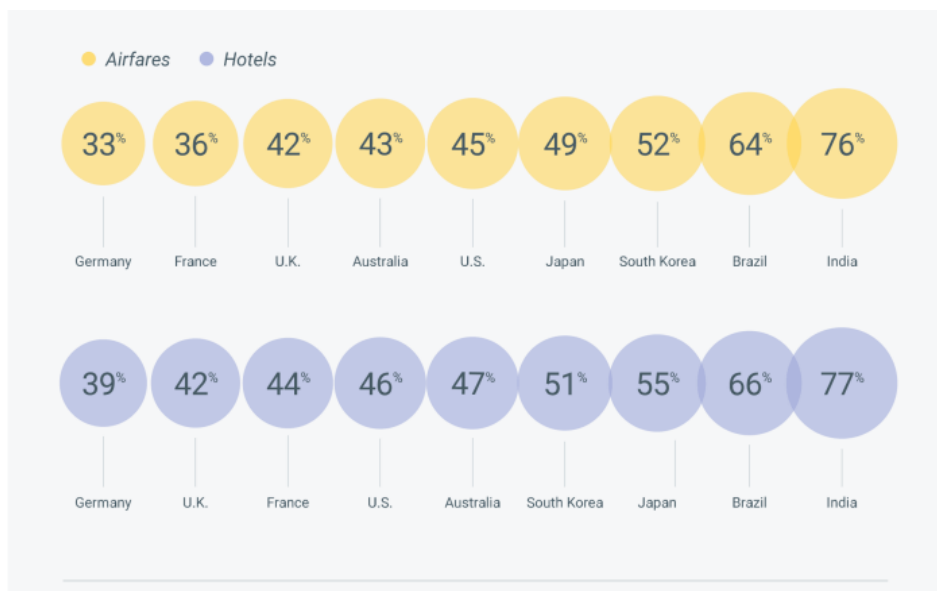 Airfares Hotels
33% 36% 42% 43% 45% 49% 52% 64% 76%
Germany France U.K. Australia U.S. Japan South Korea Brazil India
39% 42% 44% 46% 47% 51% 55% 66% 77%
Germany U.K. France U.S. Australia South Korea Japan Brazil India